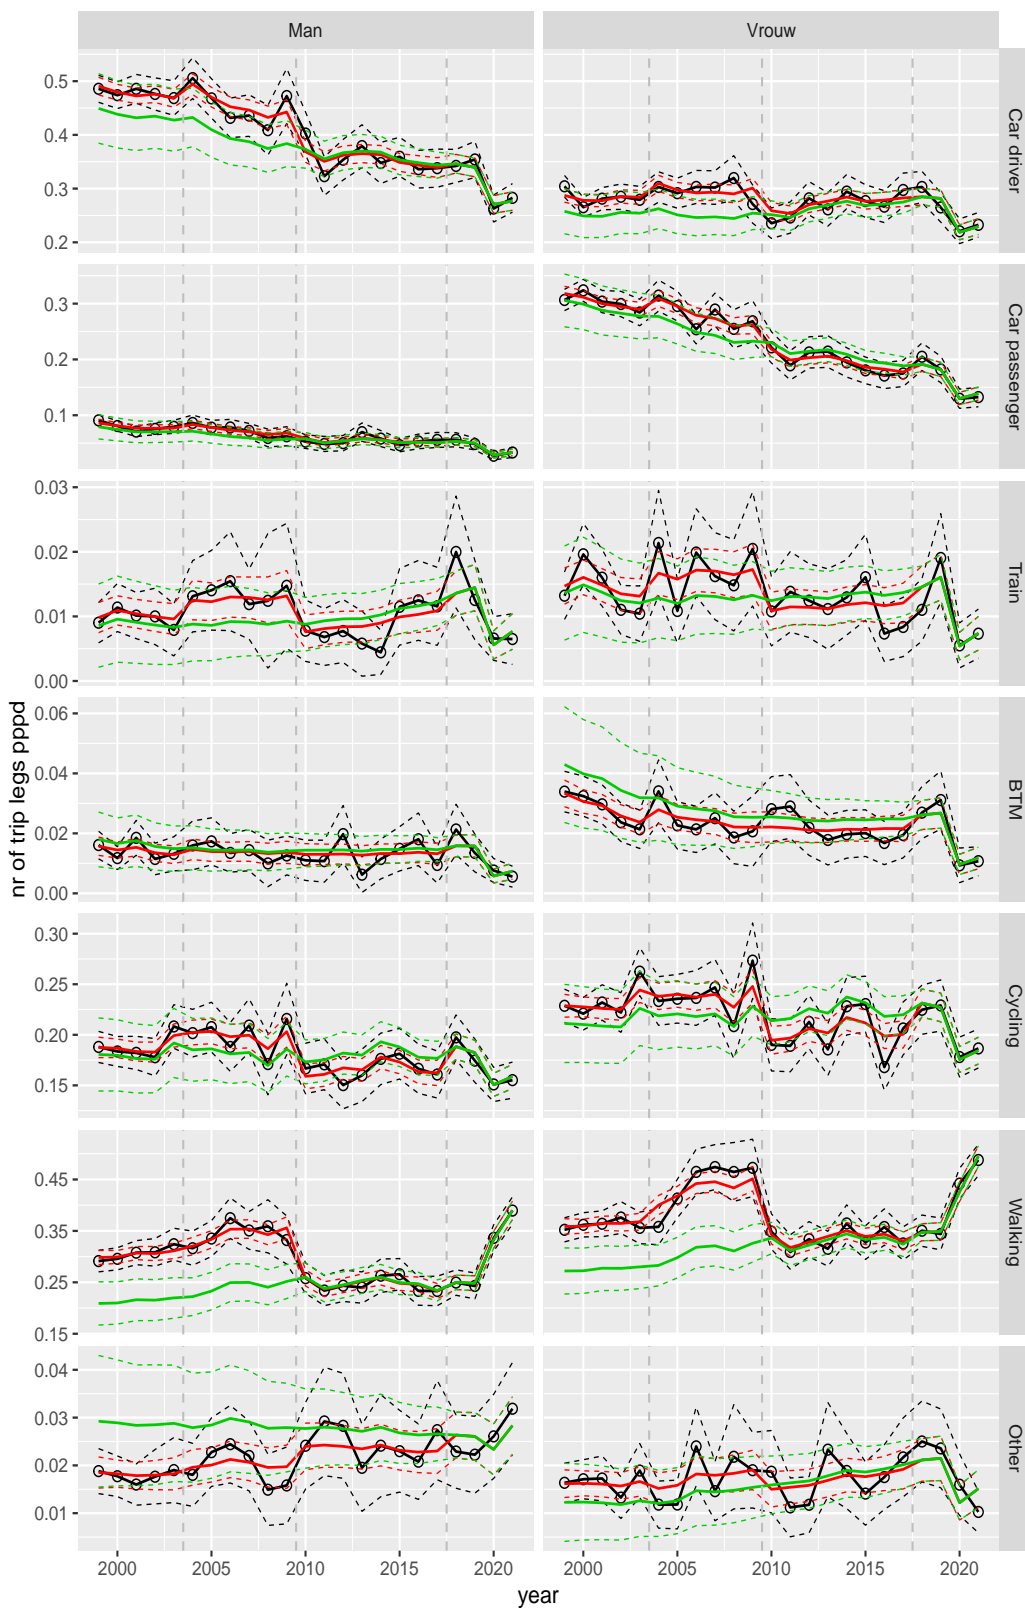 Man Vrouw
0.5
0.4
0.3
0.2
Car driver
0.3
0.2
0.1
Car passenger
0.03
0.02
0.01
0.00
Train
0.06
0.04
0.02
0.00
BTM
0.30
0.25
0.20
0.15
Cycling
0.45
0.35
0.25
0.15
Walking
0.04
0.03
0.02
0.01
Other
nr of trip legs pppd
2000 2005 2010 2015 2020 2000 2005 2010 2015 2020
year